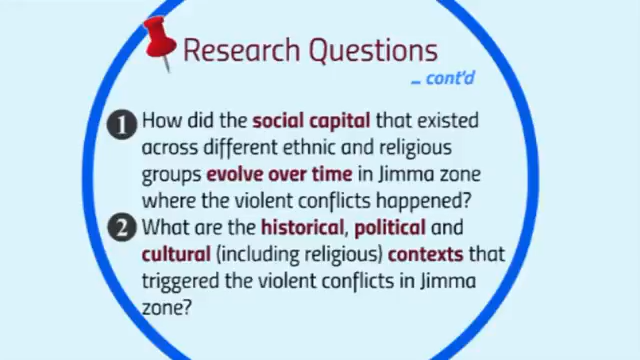 Research Questions
... cont'd
1 How did the social capital that existed
across different ethnic and religious
groups evolve over time in Jimma zone
where the violent conflicts happened?
2 What are the historical, political and
cultural (including religious) contexts that
triggered the violent conflicts in Jimma
zone?